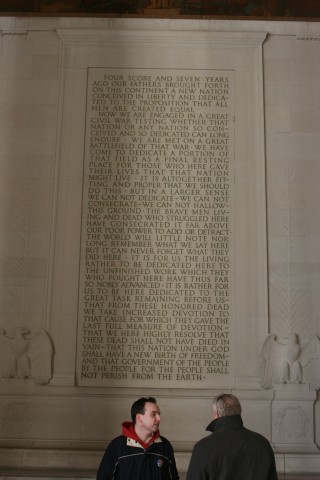 FOUR SCORE AND SEVEN YEARS
AGO OUR FATHERS BROUGHT FORTH
ON THIS CONTINENT A NEW NATION
CONCEIVED IN LIBERTY AND DEDICA-
TED TO THE PROPOSITION THAT ALL
MEN ARE CREATED EQUAL ·
NOW WE ARE ENGAGED IN A GREAT
CIVIL WAR TESTING WHETHER THAT
NATION OR ANY NATION SO CON-
CEIVED AND SO DEDICATED CAN LONG
ENDURE · WE ARE MET ON A GREAT
BATTLEFIELD OF THAT WAR · WE HAVE
COME TO DEDICATE A PORTION OF
THAT FIELD AS A FINAL RESTING
PLACE FOR THOSE WHO HERE GAVE
THEIR LIVES THAT THAT NATION
MIGHT LIVE · IT IS ALTOGETHER FIT-
TING AND PROPER THAT WE SHOULD
DO THIS · BUT IN A LARGER SENSE
WE CAN NOT DEDICATE~WE CAN NOT
CONSECRATE~WE CAN NOT HALLOW~
THIS GROUND · THE BRAVE MEN LIV-
ING AND DEAD WHO STRUGGLED HERE
HAVE CONSECRATED IT FAR ABOVE
OUR POOR POWER TO ADD OR DETRACT ·
THE WORLD WILL LITTLE NOTE NOR
LONG REMEMBER WHAT WE SAY HERE
BUT IT CAN NEVER FORGET WHAT THEY
DID HERE · IT IS FOR US THE LIVING
RATHER TO BE DEDICATED HERE TO
THE UNFINISHED WORK WHICH THEY
WHO FOUGHT HERE HAVE THUS FAR
SO NOBLY ADVANCED · IT IS RATHER FOR
US TO BE HERE DEDICATED TO THE
GREAT TASK REMAINING BEFORE US~
THAT FROM THESE HONORED DEAD
WE TAKE INCREASED DEVOTION TO
THAT CAUSE FOR WHICH THEY GAVE THE
LAST FULL MEASURE OF DEVOTION~
THAT WE HERE HIGHLY RESOLVE THAT
THESE DEAD SHALL NOT HAVE DIED IN
VAIN~THAT THIS NATION UNDER GOD
SHALL HAVE A NEW BIRTH OF FREEDOM~
AND THAT GOVERNMENT OF THE PEOPLE
BY THE PEOPLE FOR THE PEOPLE SHALL
NOT PERISH FROM THE EARTH ·